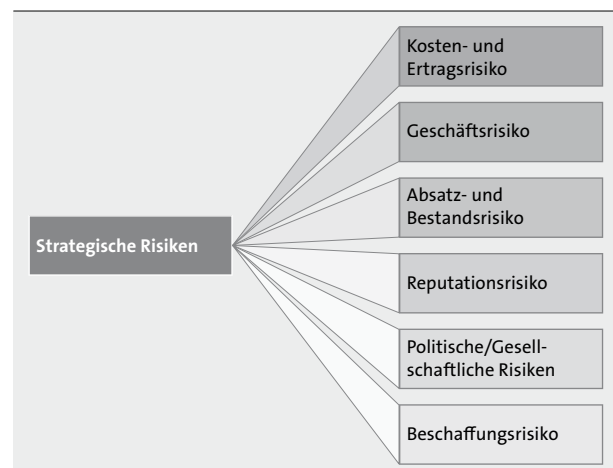 Kosten- und
Ertragsrisiko
Geschäftsrisiko
Absatz- und
Bestandsrisiko
Strategische Risiken
Reputationsrisiko
Politische/Gesell-
schaftliche Risiken
Beschaffungsrisiko